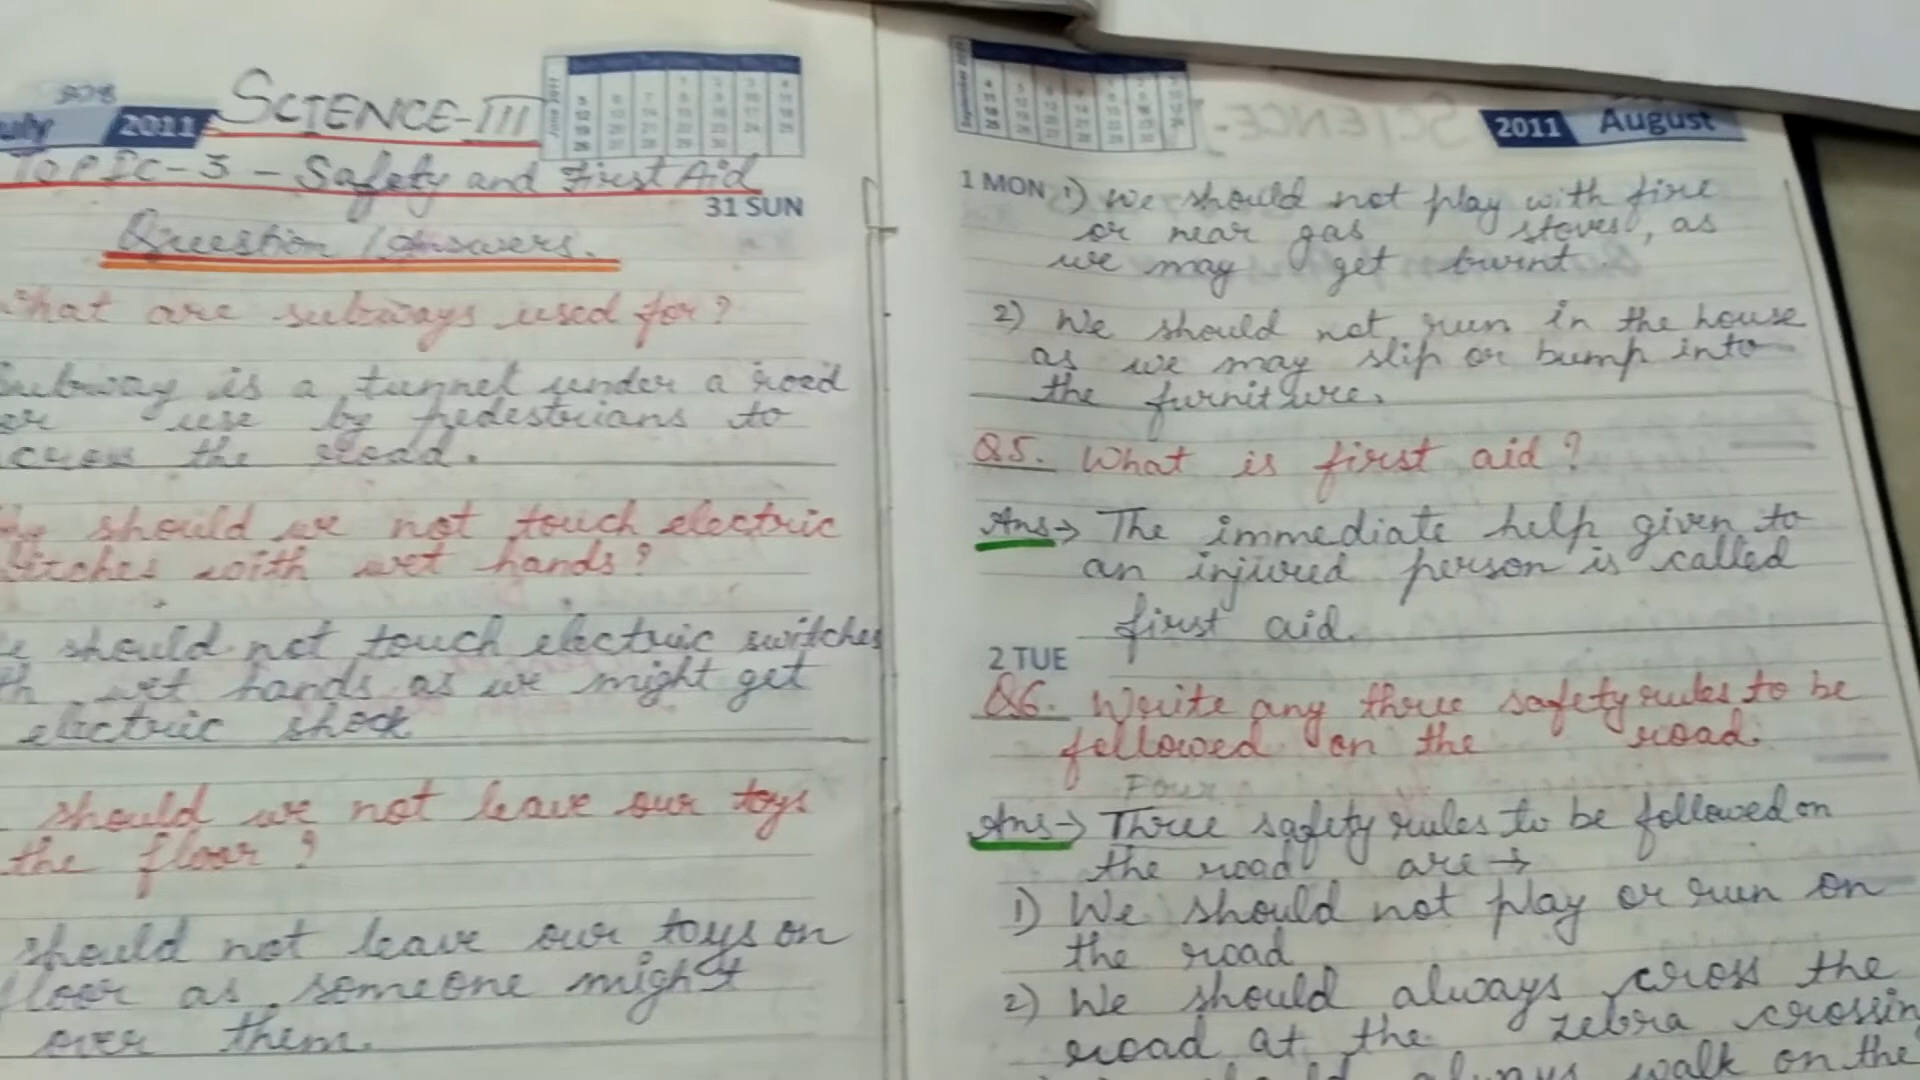 2011
SCIENCE-III
TOPIC-3 - Safety and First Aid
31 SUN
Question / Answers.
What are subways used for?
Subway is a tunnel under a road
for use by pedestrians to
cross the road.
should we not touch electric
switches with wet hands?
We should not touch electric switches
with wet hands as we might get
electric shock
should we not leave our toys
the floor?
should not leave our toys on
floor as someone might
over them.
2011 August
1 MON 1) We should not play with fire
or near gas stoves, as
we may get burnt.
2) We should not run in the house
as we may slip or bump into
the furniture.
Q5. What is first aid?
Ans→ The immediate help given to
an injured person is called
first aid.
2 TUE
Q6. Write any three safety rules to be
followed on the road.
Four
Ans→ Three safety rules to be followed on
the road are →
1) We should not play or run on
the road
2) We should always cross the
road at the zebra crossing
always walk on the